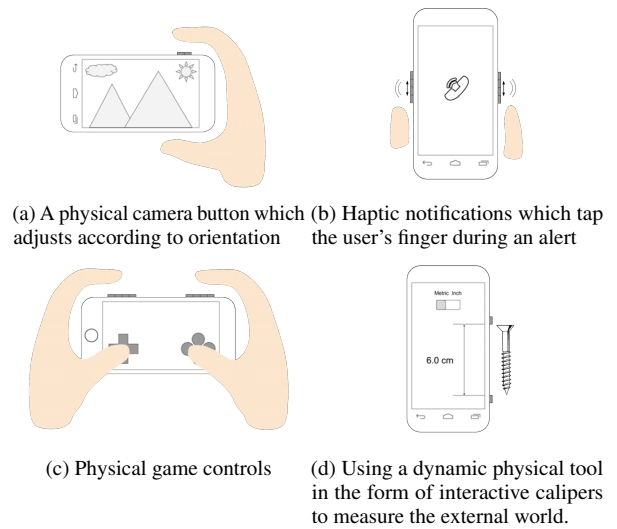 (a) A physical camera button which
adjusts according to orientation
(b) Haptic notifications which tap
the user's finger during an alert
(c) Physical game controls
Metric Inch
6.0 cm
(d) Using a dynamic physical tool
in the form of interactive calipers
to measure the external world.